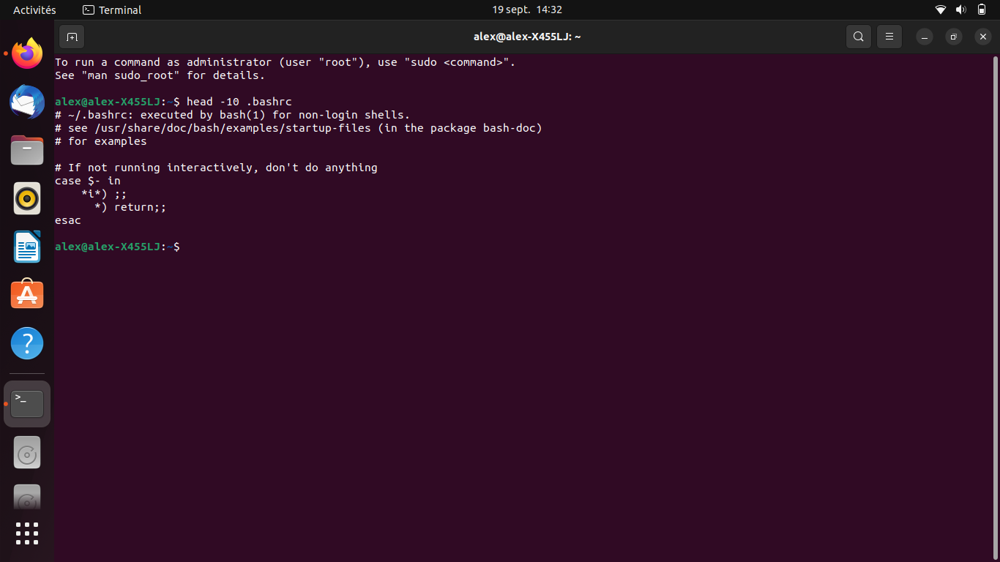 Activités
Terminal
19 sept. 14:32
alex@alex-X455LJ: ~
To run a command as administrator (user "root"), use "sudo <command>".
See "man sudo_root" for details.
alex@alex-X455LJ:~$ head -10 .bashrc
# ~/.bashrc: executed by bash(1) for non-login shells.
# see /usr/share/doc/bash/examples/startup-files (in the package bash-doc)
# for examples
# If not running interactively, don't do anything
case $- in
    *i*) ;;
      *) return;;
esac
alex@alex-X455LJ:~$